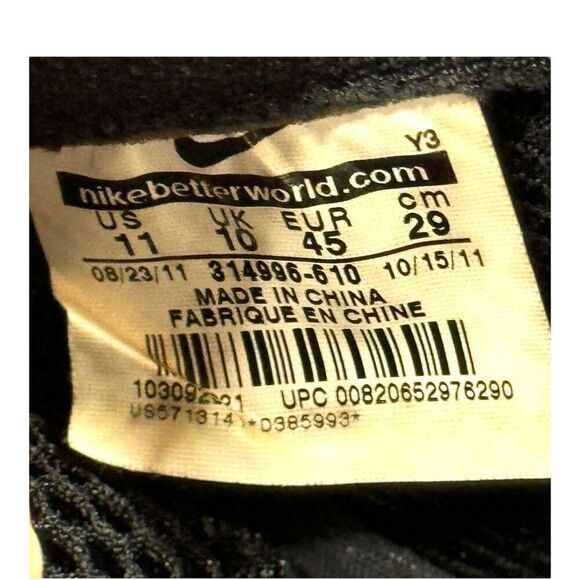 Y3
nikebetterworld.com
US UK EUR cm
11 10 45 29
08/23/11 314996-610 10/15/11
MADE IN CHINA
FABRIQUE EN CHINE
UPC 00820652976290
*D385993*